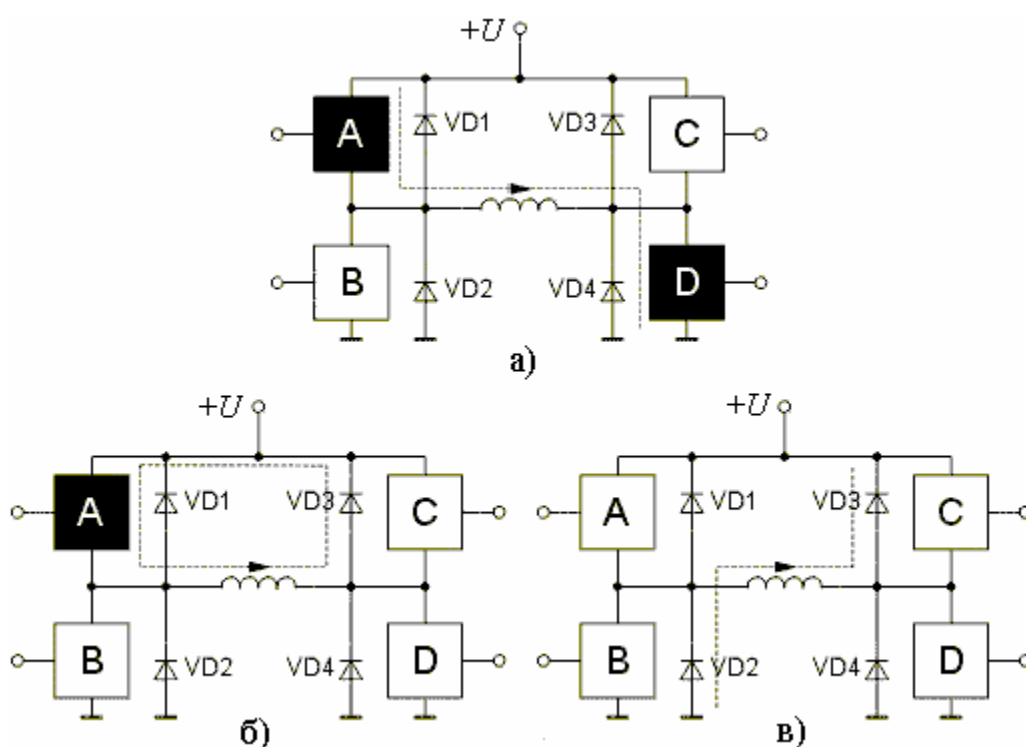 +U
A VD1 VD3 C
B VD2 VD4 D
а)
+U +U
A VD1 VD3 C A VD1 VD3 C
B VD2 VD4 D B VD2 VD4 D
б) в)